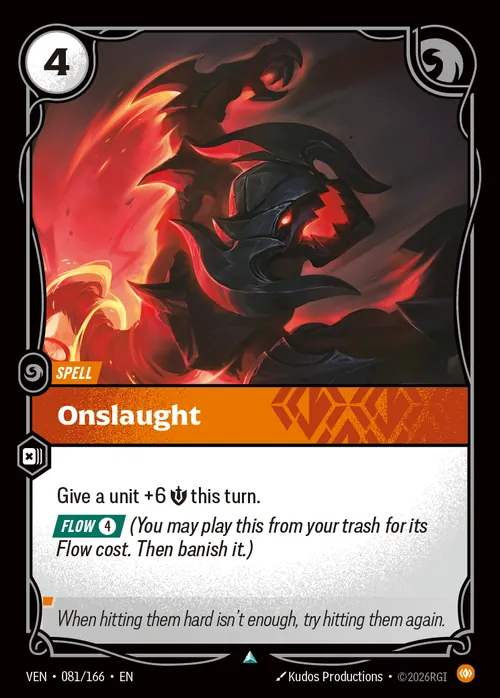 4
SPELL
Onslaught
Give a unit +6 this turn.
FLOW 4 (You may play this from your trash for its
Flow cost. Then banish it.)
When hitting them hard isn't enough, try hitting them again.
VEN • 081/166 • EN
Kudos Productions • ©2026RGI